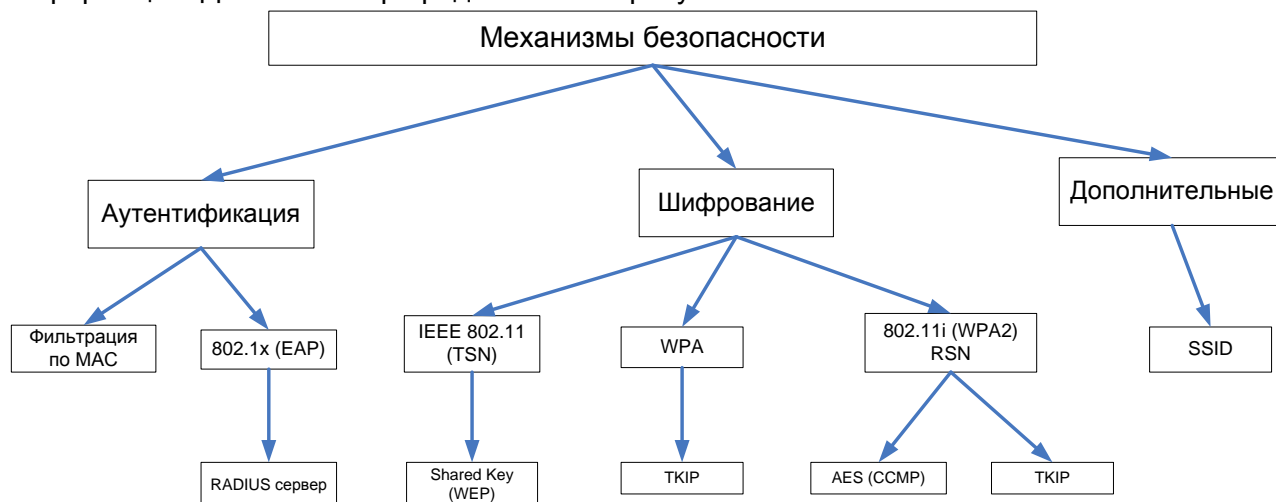 Механизмы безопасности
Аутентификация
Шифрование
Дополнительные
Фильтрация
по MAC
802.1x (EAP)
IEEE 802.11
(TSN)
WPA
802.11i (WPA2)
RSN
SSID
RADIUS сервер
Shared Key
(WEP)
TKIP
AES (CCMP)
TKIP